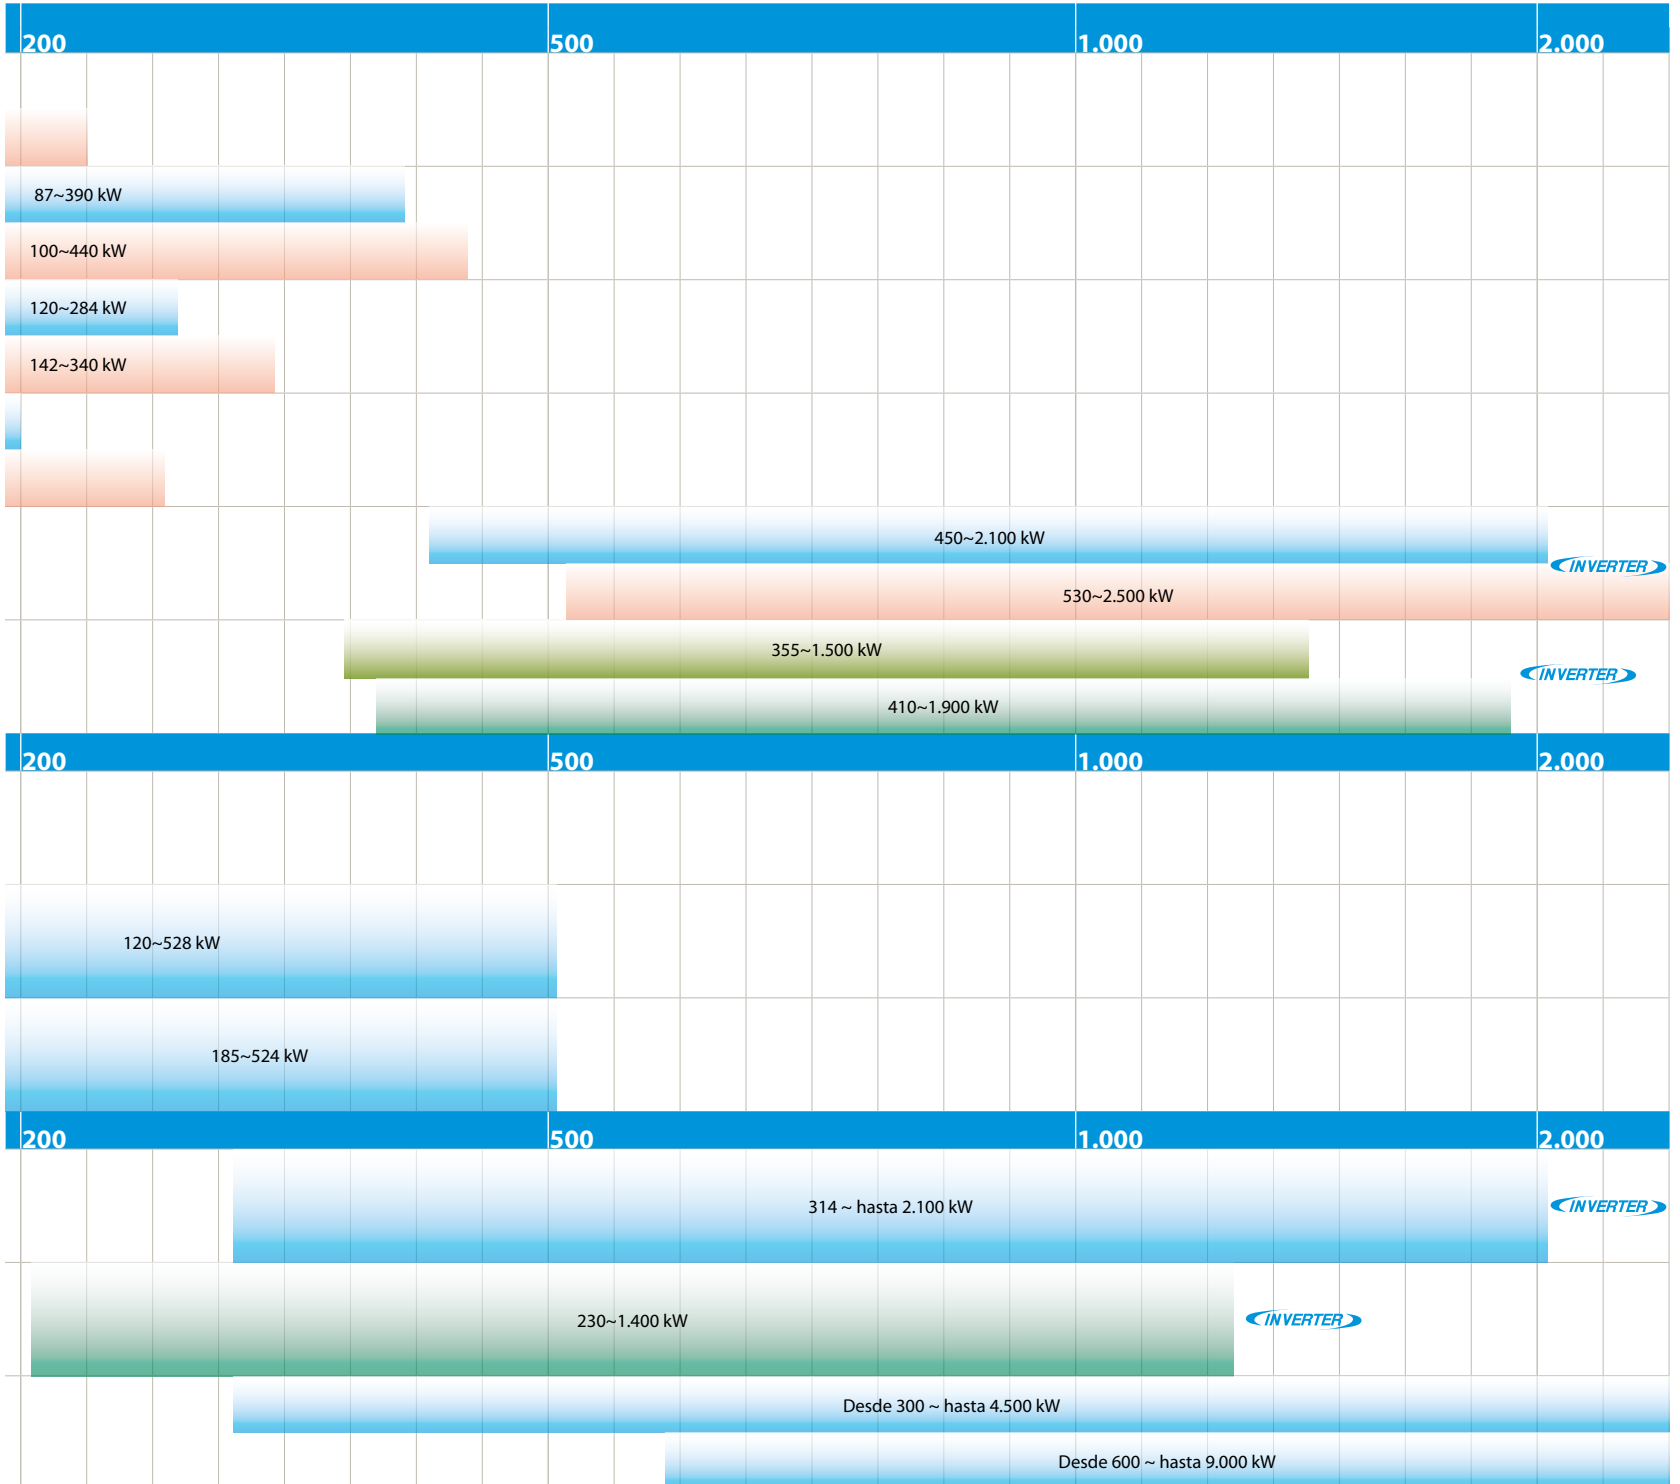 200 500 1.000 2.000
87~390 kW
100~440 kW
120~284 kW
142~340 kW
450~2.100 kW
INVERTER
530~2.500 kW
355~1.500 kW
INVERTER
410~1.900 kW
200 500 1.000 2.000
120~528 kW
185~524 kW
200 500 1.000 2.000
314 ~ hasta 2.100 kW
INVERTER
230~1.400 kW
INVERTER
Desde 300 ~ hasta 4.500 kW
Desde 600 ~ hasta 9.000 kW